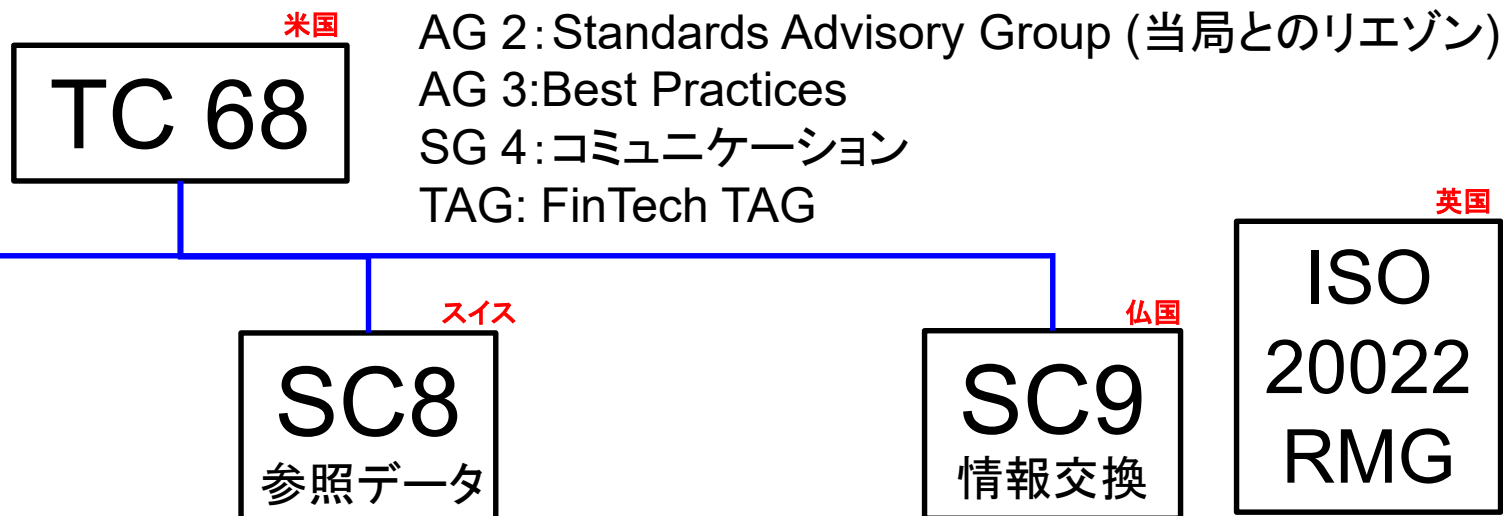 米国
TC 68
AG 2：Standards Advisory Group (当局とのリエゾン)
AG 3:Best Practices
SG 4：コミュニケーション
TAG: FinTech TAG
英国
ISO
20022
RMG
スイス
SC8
参照データ
仏国
SC9
情報交換